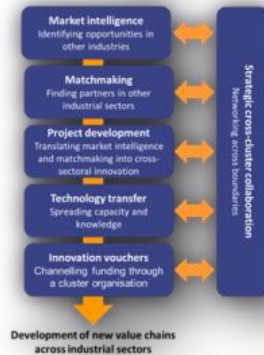 Market intelligence
Identifying opportunities in
other industries
Matchmaking
Finding partners in other
industrial sectors
Project development
Translating market intelligence
and matchmaking into cross-
sectoral innovation
Technology transfer
Spreading capacity and
knowledge
Innovation vouchers
Channelling funding through
a cluster organisation
Development of new value chains
across industrial sectors
Strategic cross-cluster collaboration
Networking across boundaries